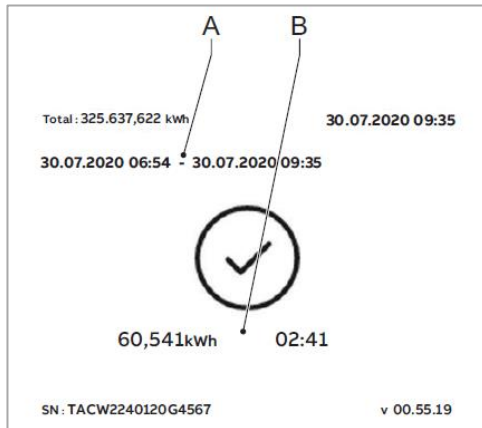 A B
Total: 325.637,622 kWh 30.07.2020 09:35
30.07.2020 06:54 - 30.07.2020 09:35
60,541kWh 02:41
SN: TACW2240120G4567 v 00.55.19